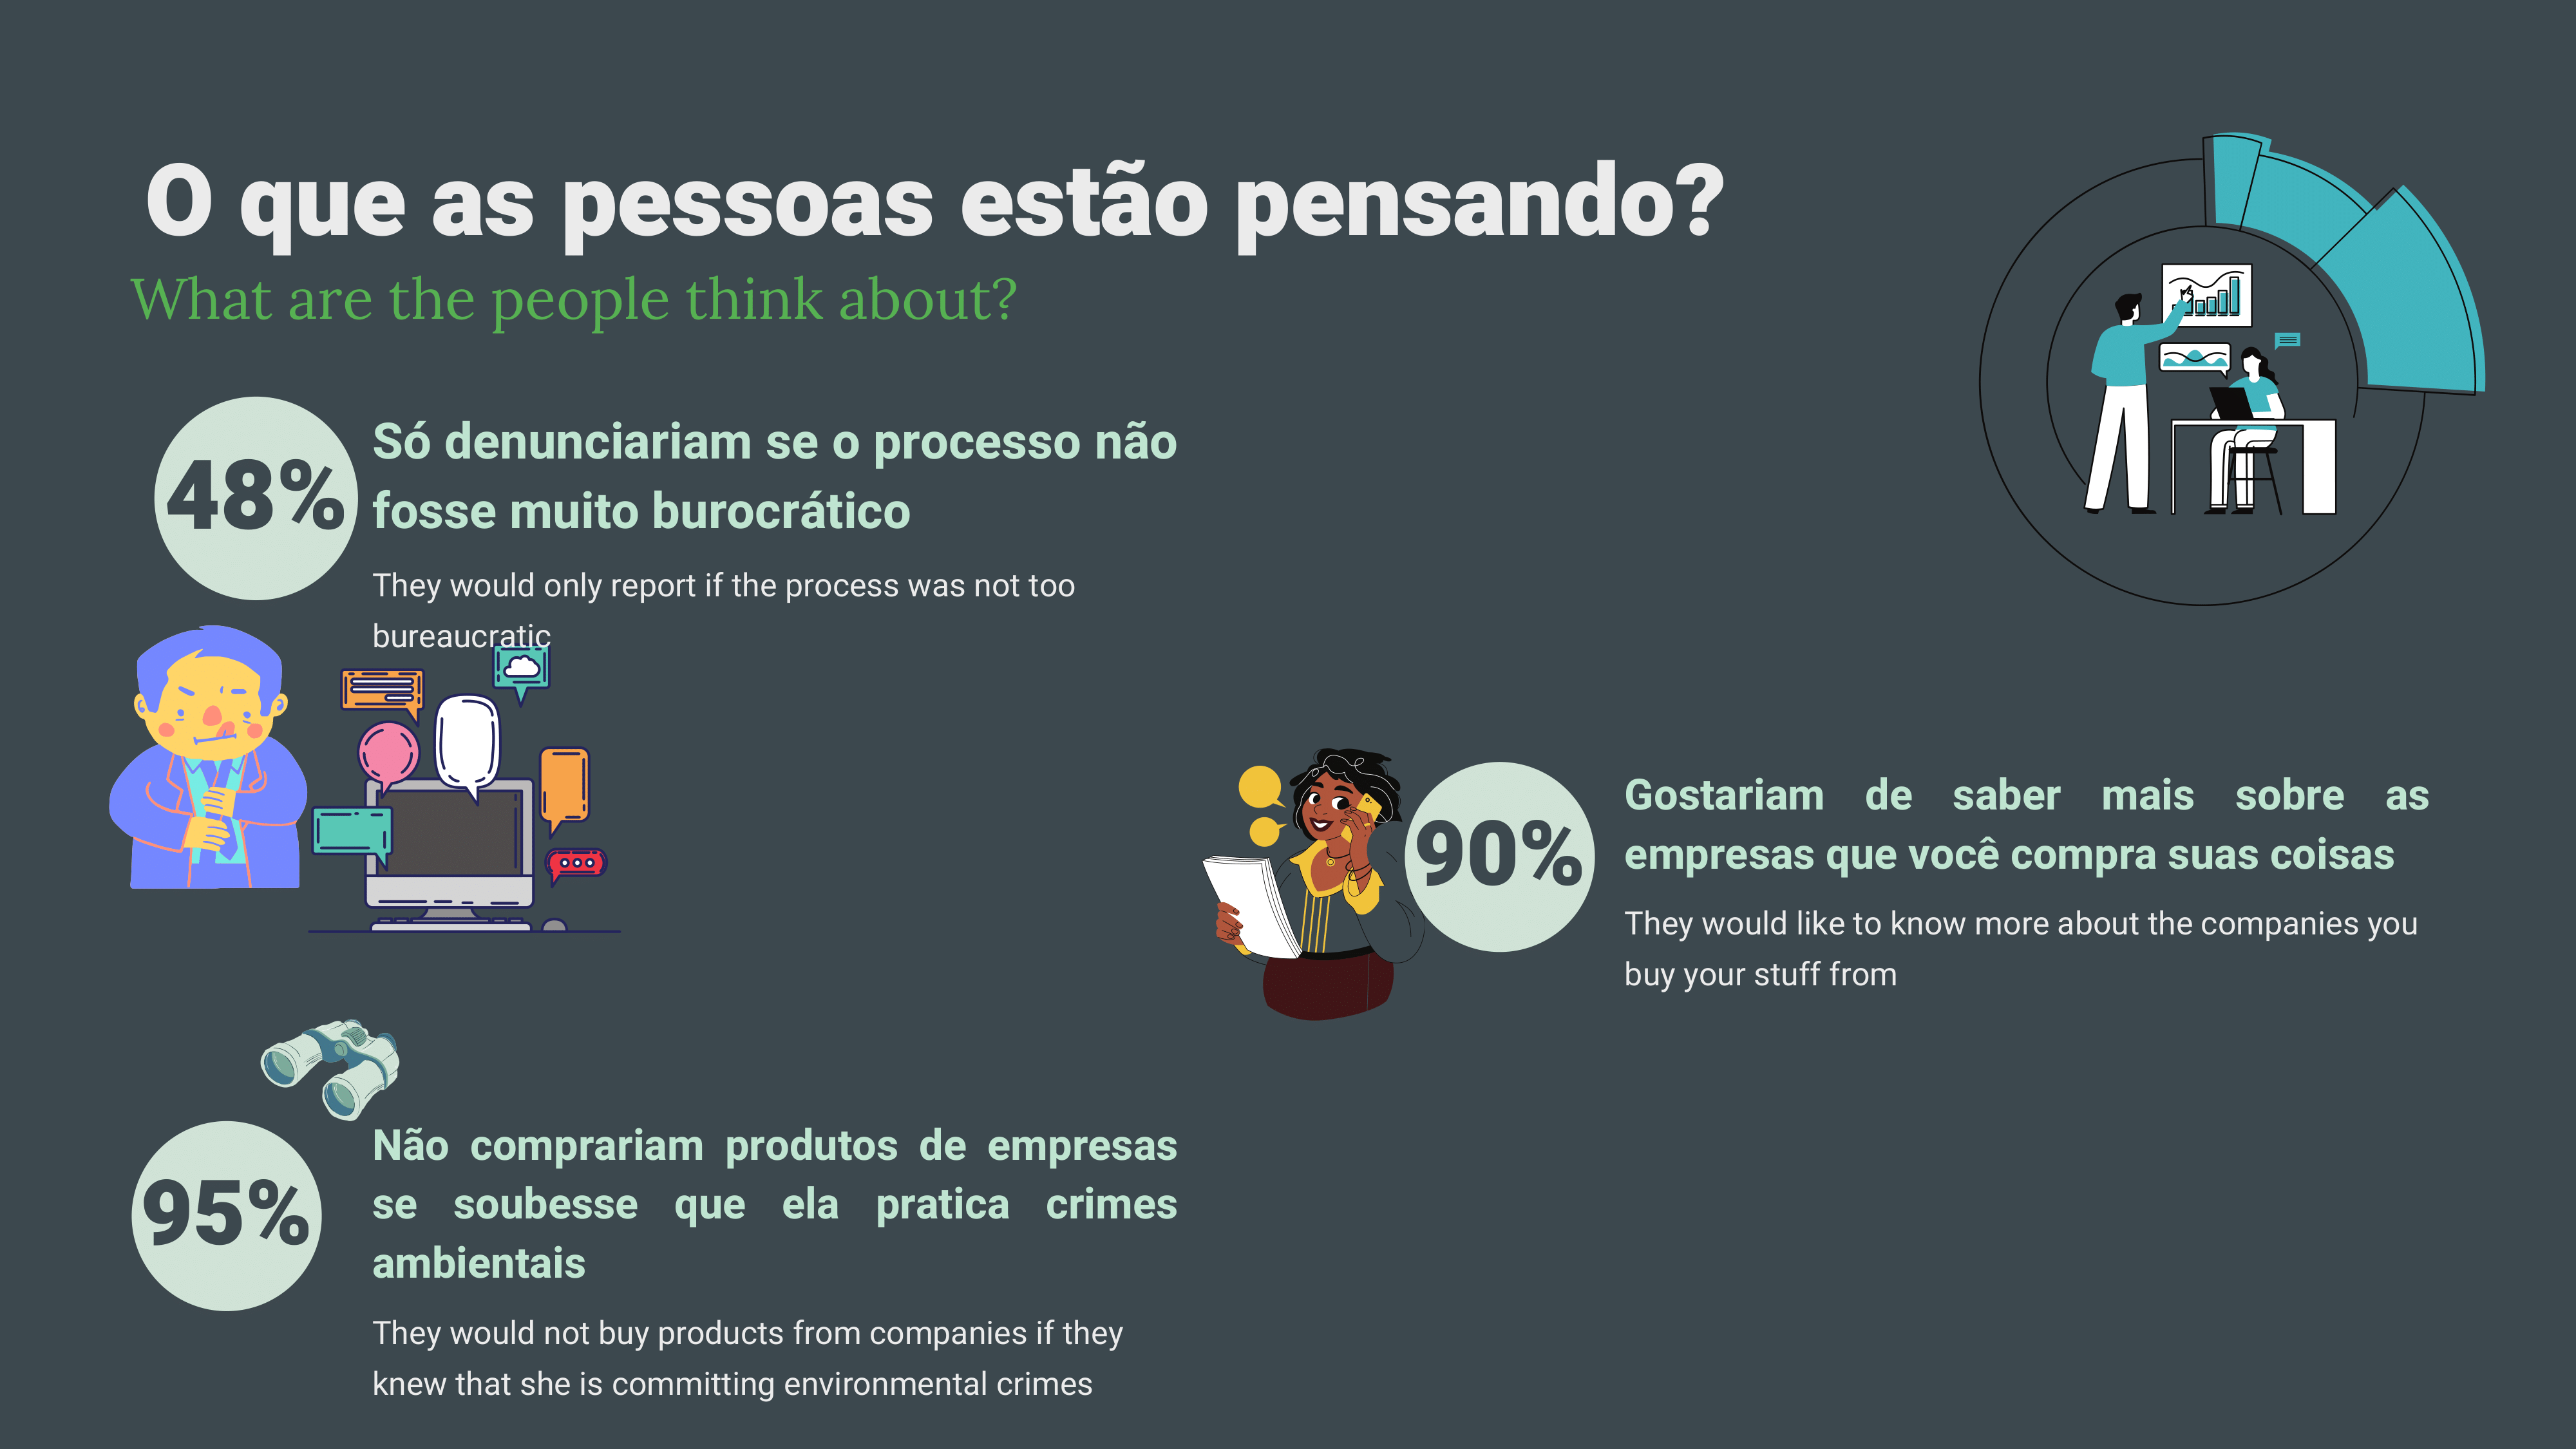 O que as pessoas estão pensando?
What are the people think about?
48%
Só denunciariam se o processo não
fosse muito burocrático
They would only report if the process was not too
bureaucratic
90%
Gostariam de saber mais sobre as
empresas que você compra suas coisas
They would like to know more about the companies you
buy your stuff from
95%
Não comprariam produtos de empresas
se soubesse que ela pratica crimes
ambientais
They would not buy products from companies if they
knew that she is committing environmental crimes